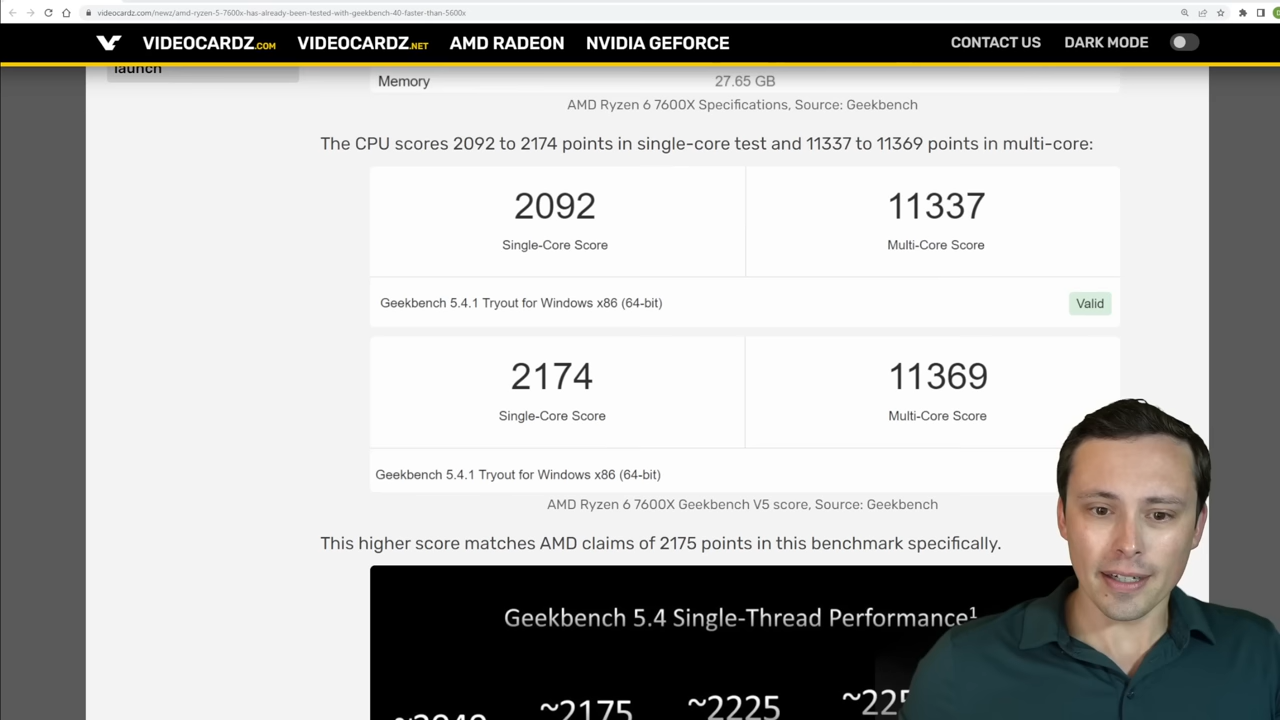 videocardz.com/newz/amd-ryzen-5-7600x-has-already-been-tested-with-geekbench-40-faster-than-5600x
VIDEOCARDZ.COM VIDEOCARDZ.NET AMD RADEON NVIDIA GEFORCE CONTACT US DARK MODE
launch
Memory 27.65 GB
AMD Ryzen 6 7600X Specifications, Source: Geekbench
The CPU scores 2092 to 2174 points in single-core test and 11337 to 11369 points in multi-core:
2092 11337
Single-Core Score Multi-Core Score
Geekbench 5.4.1 Tryout for Windows x86 (64-bit) Valid
2174 11369
Single-Core Score Multi-Core Score
Geekbench 5.4.1 Tryout for Windows x86 (64-bit)
AMD Ryzen 6 7600X Geekbench V5 score, Source: Geekbench
This higher score matches AMD claims of 2175 points in this benchmark specifically.
Geekbench 5.4 Single-Thread Performance1
~2175 ~2225